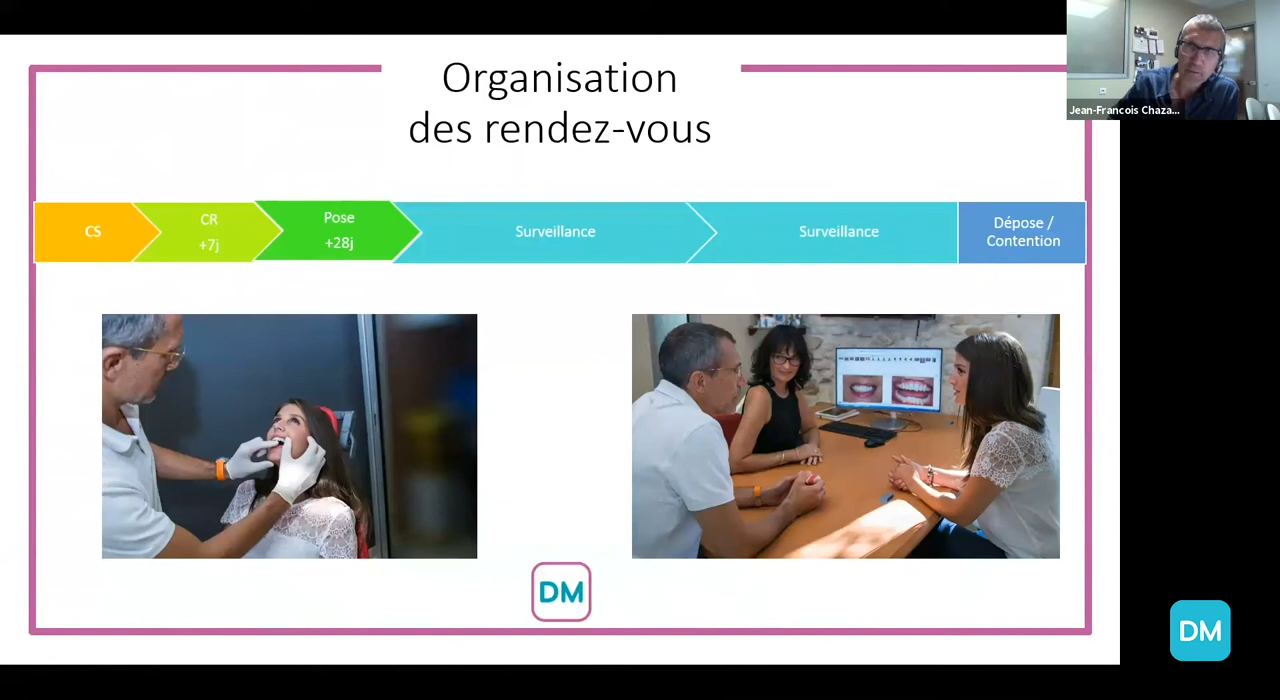 Organisation
des rendez-vous
Jean-Francois Chaza...
CS
CR
+7j
Pose
+28j
Surveillance
Surveillance
Dépose /
Contention
DM
DM